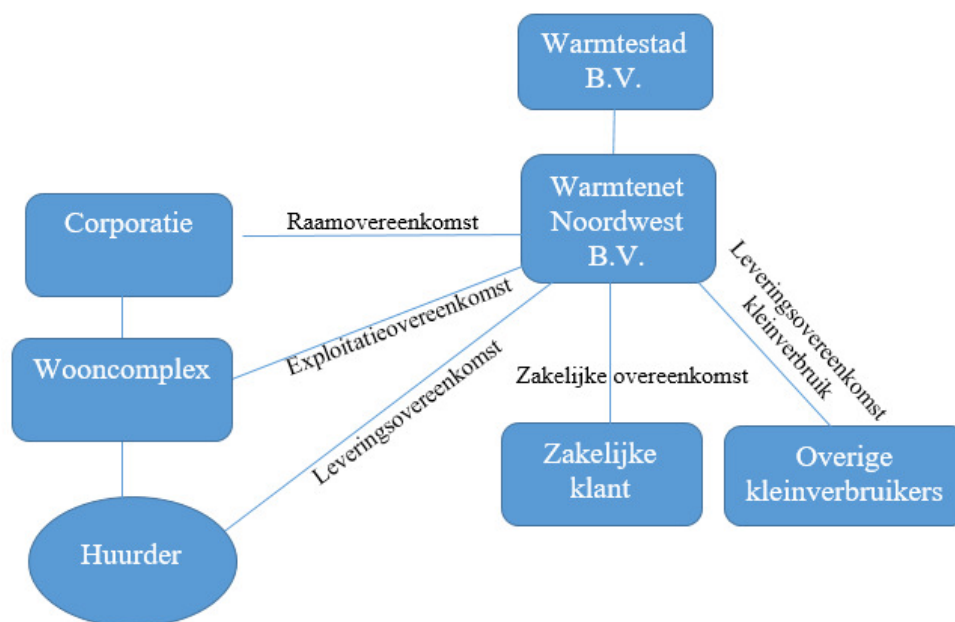 Warmtestad
B.V.
Warmtenet
Noordwest
B.V.
Corporatie
Raamovereenkomst
Wooncomplex
Exploitatieovereenkomst
Leveringsovereenkomst
Huurder
Zakelijke overeenkomst
Zakelijke
klant
Leveringsovereenkomst
kleinverbruik
Overige
kleinverbruikers